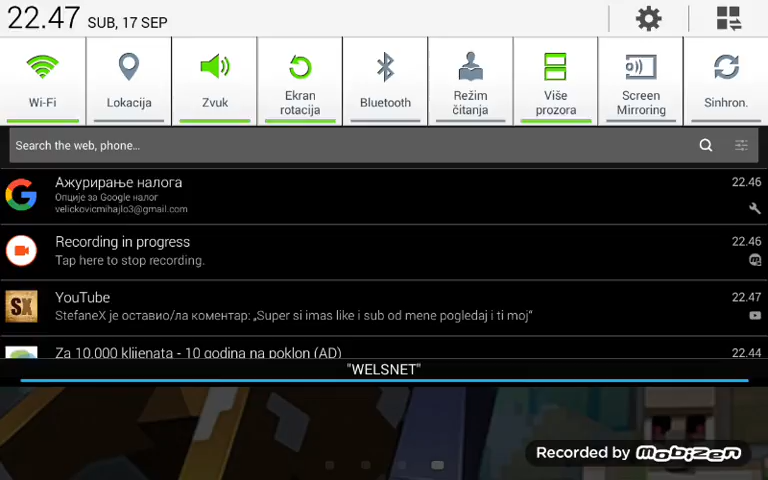 22.47 SUB, 17 SEP
Wi-Fi
Lokacija
Zvuk
Ekran
rotacija
Bluetooth
Režim
čitanja
Više
prozora
Screen
Mirroring
Sinhron.
Search the web, phone...
Ажурирање налога 22.46
Опције за Google налог
velickovicmihajlo3@gmail.com
Recording in progress 22.46
Tap here to stop recording.
YouTube 22.47
StefaneX је оставио/ла коментар: „Super si imas like i sub od mene pogledaj i ti moj“
Za 10.000 klijenata - 10 godina na poklon (AD) 22.44
"WELSNET"
Recorded by mobizen
SX